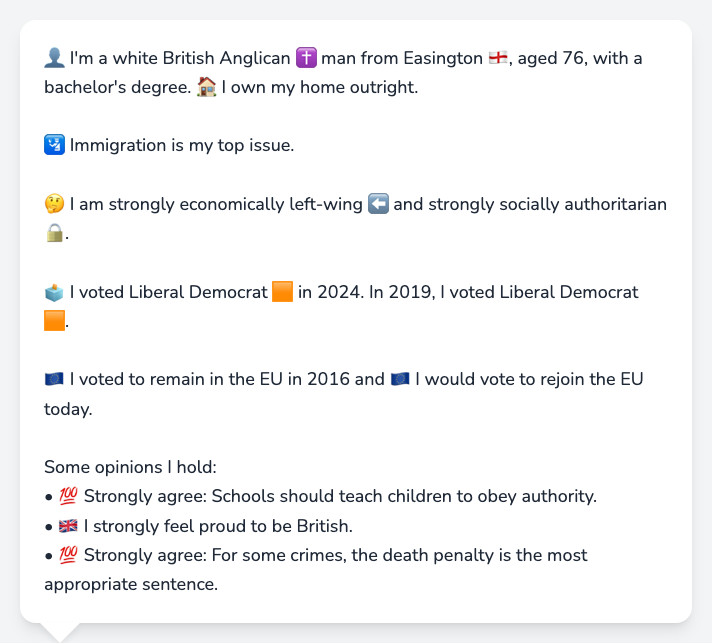 👤 I'm a white British Anglican ✝️ man from Easington 🏴󠁧󠁢󠁥󠁮󠁧󠁿, aged 76, with a
bachelor's degree. 🏠 I own my home outright.
🛂 Immigration is my top issue.
🤔 I am strongly economically left-wing ⬅️ and strongly socially authoritarian
🔒.
🗳️ I voted Liberal Democrat 🟧 in 2024. In 2019, I voted Liberal Democrat
🟧.
🇪🇺 I voted to remain in the EU in 2016 and 🇪🇺 I would vote to rejoin the EU
today.
Some opinions I hold:
• 💯 Strongly agree: Schools should teach children to obey authority.
• 🇬🇧 I strongly feel proud to be British.
• 💯 Strongly agree: For some crimes, the death penalty is the most
appropriate sentence.